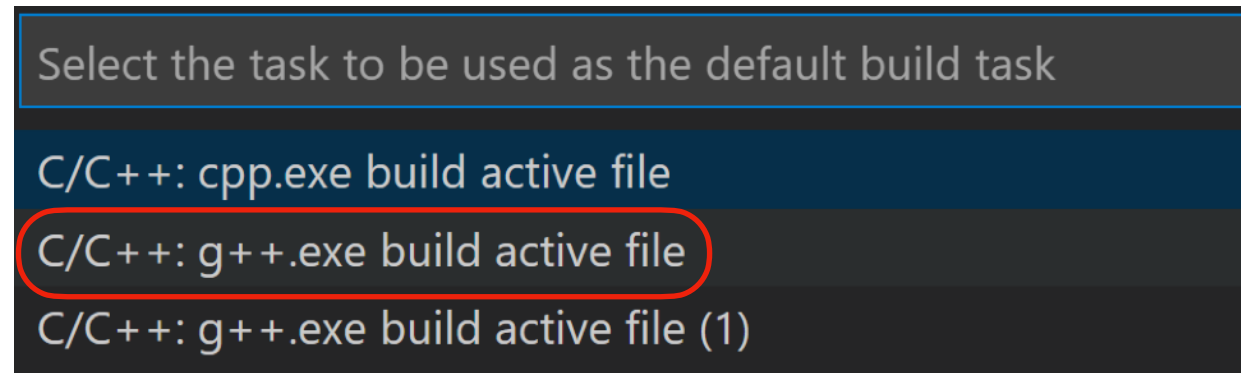 Select the task to be used as the default build task
C/C++: cpp.exe build active file
C/C++: g++.exe build active file
C/C++: g++.exe build active file (1)